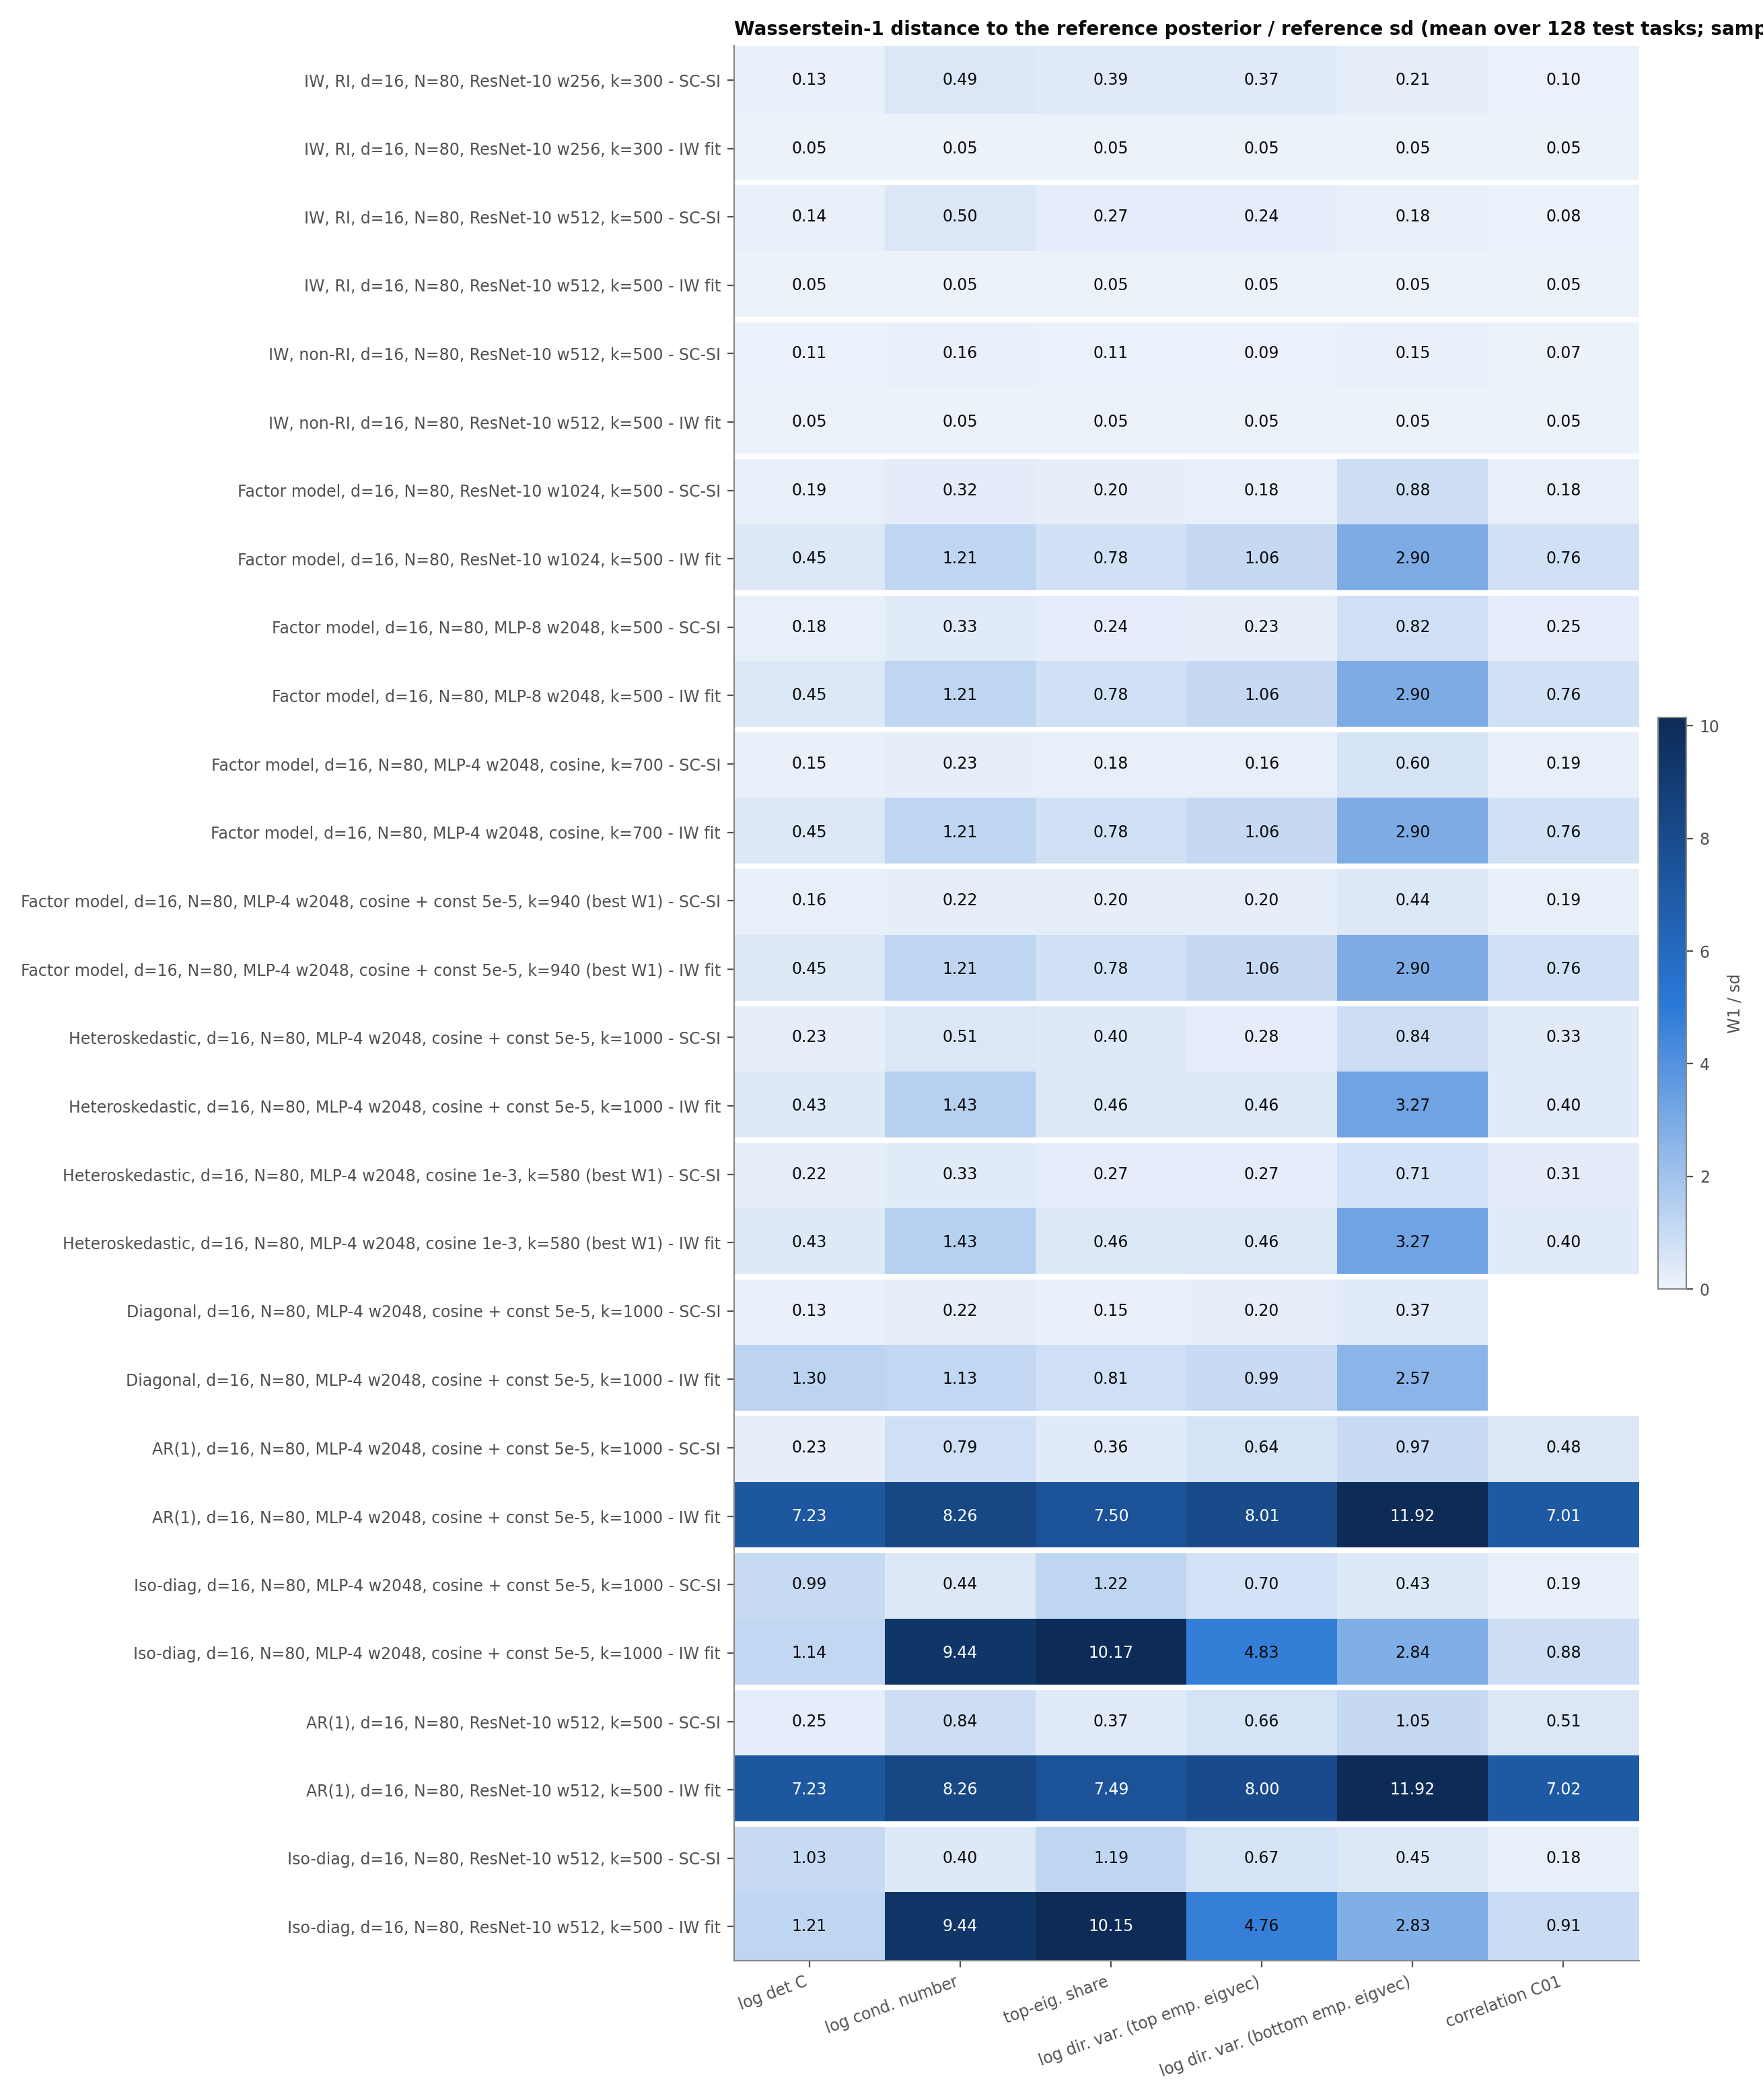 Wasserstein-1 distance to the reference posterior / reference sd (mean over 128 test tasks; samp
IW, RI, d=16, N=80, ResNet-10 w256, k=300 - SC-SI 0.13 0.49 0.39 0.37 0.21 0.10
IW, RI, d=16, N=80, ResNet-10 w256, k=300 - IW fit 0.05 0.05 0.05 0.05 0.05 0.05
IW, RI, d=16, N=80, ResNet-10 w512, k=500 - SC-SI 0.14 0.50 0.27 0.24 0.18 0.08
IW, RI, d=16, N=80, ResNet-10 w512, k=500 - IW fit 0.05 0.05 0.05 0.05 0.05 0.05
IW, non-RI, d=16, N=80, ResNet-10 w512, k=500 - SC-SI 0.11 0.16 0.11 0.09 0.15 0.07
IW, non-RI, d=16, N=80, ResNet-10 w512, k=500 - IW fit 0.05 0.05 0.05 0.05 0.05 0.05
Factor model, d=16, N=80, ResNet-10 w1024, k=500 - SC-SI 0.19 0.32 0.20 0.18 0.88 0.18
Factor model, d=16, N=80, ResNet-10 w1024, k=500 - IW fit 0.45 1.21 0.78 1.06 2.90 0.76
Factor model, d=16, N=80, MLP-8 w2048, k=500 - SC-SI 0.18 0.33 0.24 0.23 0.82 0.25
Factor model, d=16, N=80, MLP-8 w2048, k=500 - IW fit 0.45 1.21 0.78 1.06 2.90 0.76
Factor model, d=16, N=80, MLP-4 w2048, cosine, k=700 - SC-SI 0.15 0.23 0.18 0.16 0.60 0.19
Factor model, d=16, N=80, MLP-4 w2048, cosine, k=700 - IW fit 0.45 1.21 0.78 1.06 2.90 0.76
Factor model, d=16, N=80, MLP-4 w2048, cosine + const 5e-5, k=940 (best W1) - SC-SI 0.16 0.22 0.20 0.20 0.44 0.19
Factor model, d=16, N=80, MLP-4 w2048, cosine + const 5e-5, k=940 (best W1) - IW fit 0.45 1.21 0.78 1.06 2.90 0.76
Heteroskedastic, d=16, N=80, MLP-4 w2048, cosine + const 5e-5, k=1000 - SC-SI 0.23 0.51 0.40 0.28 0.84 0.33
Heteroskedastic, d=16, N=80, MLP-4 w2048, cosine + const 5e-5, k=1000 - IW fit 0.43 1.43 0.46 0.46 3.27 0.40
Heteroskedastic, d=16, N=80, MLP-4 w2048, cosine 1e-3, k=580 (best W1) - SC-SI 0.22 0.33 0.27 0.27 0.71 0.31
Heteroskedastic, d=16, N=80, MLP-4 w2048, cosine 1e-3, k=580 (best W1) - IW fit 0.43 1.43 0.46 0.46 3.27 0.40
Diagonal, d=16, N=80, MLP-4 w2048, cosine + const 5e-5, k=1000 - SC-SI 0.13 0.22 0.15 0.20 0.37
Diagonal, d=16, N=80, MLP-4 w2048, cosine + const 5e-5, k=1000 - IW fit 1.30 1.13 0.81 0.99 2.57
AR(1), d=16, N=80, MLP-4 w2048, cosine + const 5e-5, k=1000 - SC-SI 0.23 0.79 0.36 0.64 0.97 0.48
AR(1), d=16, N=80, MLP-4 w2048, cosine + const 5e-5, k=1000 - IW fit 7.23 8.26 7.50 8.01 11.92 7.01
Iso-diag, d=16, N=80, MLP-4 w2048, cosine + const 5e-5, k=1000 - SC-SI 0.99 0.44 1.22 0.70 0.43 0.19
Iso-diag, d=16, N=80, MLP-4 w2048, cosine + const 5e-5, k=1000 - IW fit 1.14 9.44 10.17 4.83 2.84 0.88
AR(1), d=16, N=80, ResNet-10 w512, k=500 - SC-SI 0.25 0.84 0.37 0.66 1.05 0.51
AR(1), d=16, N=80, ResNet-10 w512, k=500 - IW fit 7.23 8.26 7.49 8.00 11.92 7.02
Iso-diag, d=16, N=80, ResNet-10 w512, k=500 - SC-SI 1.03 0.40 1.19 0.67 0.45 0.18
Iso-diag, d=16, N=80, ResNet-10 w512, k=500 - IW fit 1.21 9.44 10.15 4.76 2.83 0.91
log det C
log cond. number
top-eig. share
log dir. var. (top emp. eigvec)
log dir. var. (bottom emp. eigvec)
correlation C01
10
8
6
4
2
0
W1 / sd